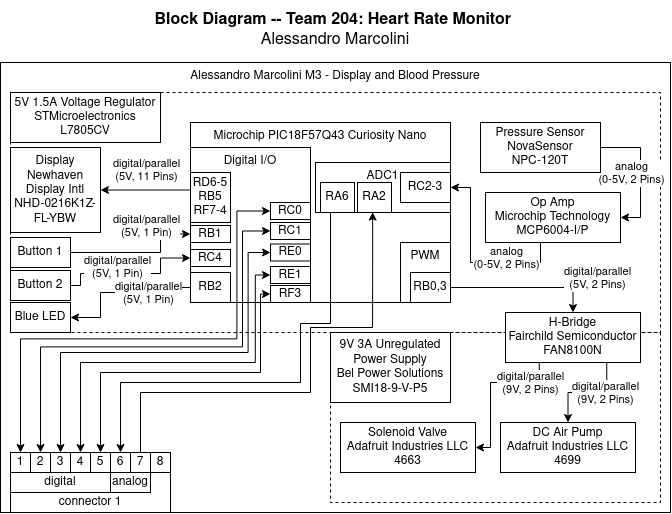 Block Diagram -- Team 204: Heart Rate Monitor
Alessandro Marcolini
Alessandro Marcolini M3 - Display and Blood Pressure
5V 1.5A Voltage Regulator
STMicroelectronics
L7805CV
Display
Newhaven
Display Intl
NHD-0216K1Z-
FL-YBW
digital/parallel
(5V, 11 Pins)
Button 1
digital/parallel
(5V, 1 Pin)
Button 2
digital/parallel
(5V, 1 Pin)
Blue LED
digital/parallel
(5V, 1 Pin)
Microchip PIC18F57Q43 Curiosity Nano
Digital I/O
RD6-5
RB5
RF7-4
RB1
RC4
RB2
RC0
RC1
RE0
RE1
RF3
ADC1
RA6
RA2
RC2-3
PWM
RB0,3
Pressure Sensor
NovaSensor
NPC-120T
analog
(0-5V, 2 Pins)
Op Amp
Microchip Technology
MCP6004-I/P
analog
(0-5V, 2 Pins)
digital/parallel
(5V, 2 Pins)
H-Bridge
Fairchild Semiconductor
FAN8100N
9V 3A Unregulated
Power Supply
Bel Power Solutions
SMI18-9-V-P5
digital/parallel
(9V, 2 Pins)
digital/parallel
(9V, 2 Pins)
Solenoid Valve
Adafruit Industries LLC
4663
DC Air Pump
Adafruit Industries LLC
4699
1 2 3 4 5 6 7 8
digital analog
connector 1